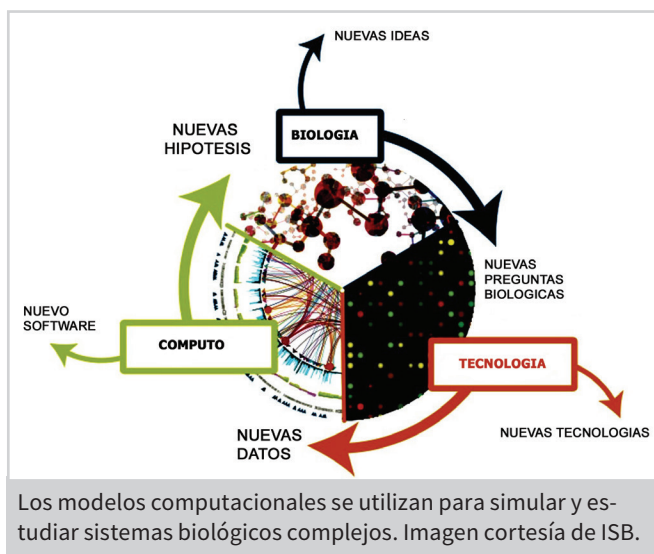 NUEVAS IDEAS
BIOLOGIA
NUEVAS
HIPOTESIS
NUEVAS
PREGUNTAS
BIOLOGICAS
NUEVO
SOFTWARE
COMPUTO
TECNOLOGIA
NUEVAS TECNOLOGIAS
NUEVAS
DATOS
Los modelos computacionales se utilizan para simular y es-
tudiar sistemas biológicos complejos. Imagen cortesía de ISB.